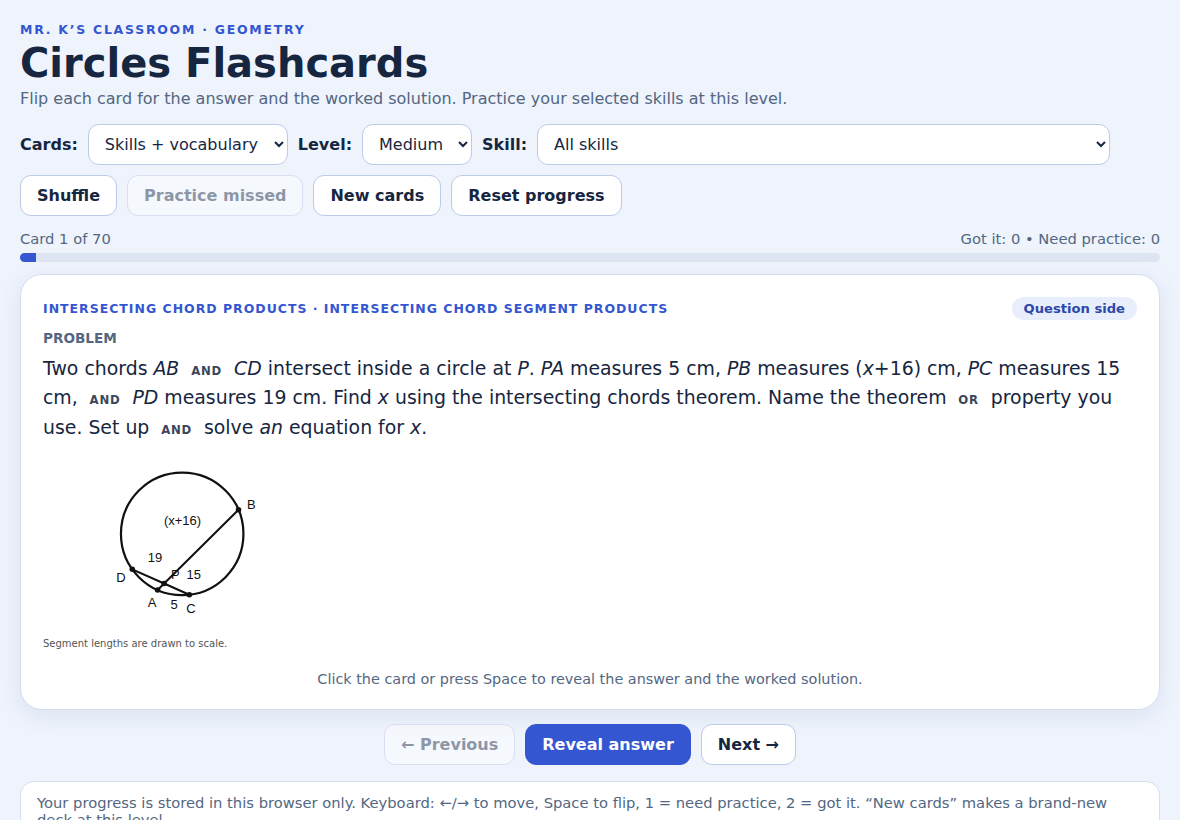 MR. K’S CLASSROOM · GEOMETRY
Circles Flashcards
Flip each card for the answer and the worked solution. Practice your selected skills at this level.
Cards: Skills + vocabulary Level: Medium Skill: All skills
Shuffle Practice missed New cards Reset progress
Card 1 of 70 Got it: 0 • Need practice: 0
INTERSECTING CHORD PRODUCTS · INTERSECTING CHORD SEGMENT PRODUCTS Question side
PROBLEM
Two chords AB AND CD intersect inside a circle at P. PA measures 5 cm, PB measures (x+16) cm, PC measures 15
cm, AND PD measures 19 cm. Find x using the intersecting chords theorem. Name the theorem OR property you
use. Set up AND solve an equation for x.
B
(x+16)
19
D P 15
A 5 C
Segment lengths are drawn to scale.
Click the card or press Space to reveal the answer and the worked solution.
← Previous Reveal answer Next →
Your progress is stored in this browser only. Keyboard: ←/→ to move, Space to flip, 1 = need practice, 2 = got it. “New cards” makes a brand-new
deck at this level.